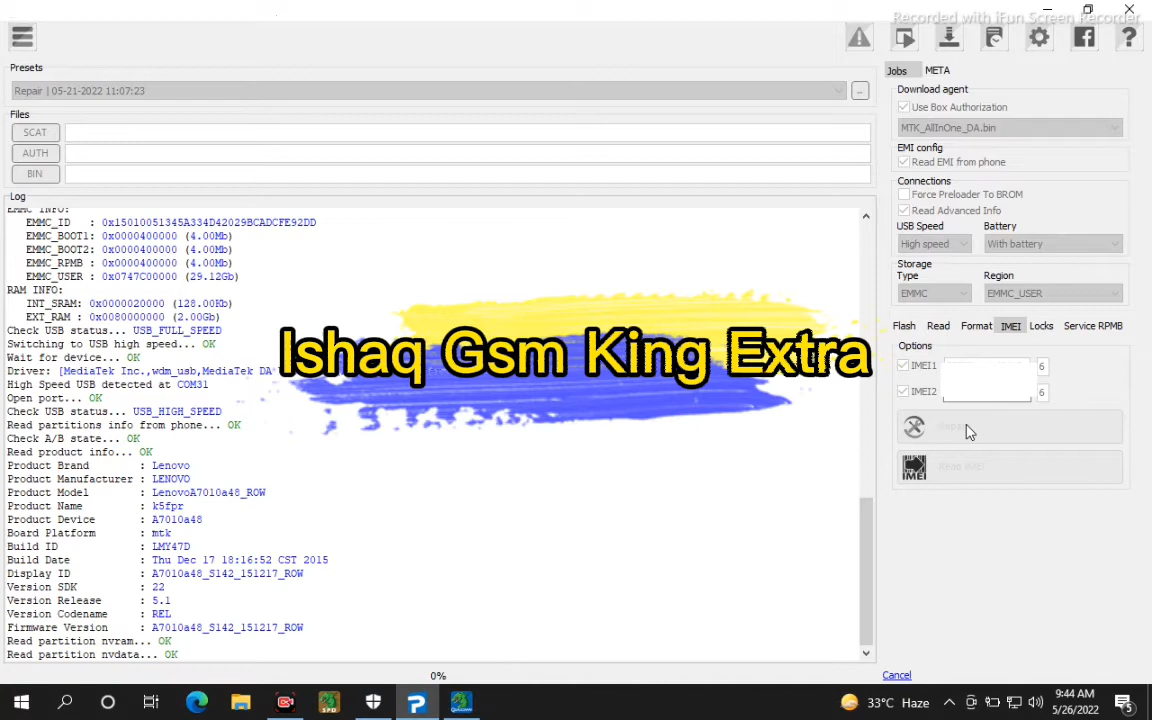 Recorded with iFun Screen Recorder
Presets
Repair | 05-21-2022 11:07:23
...
Files
SCAT
AUTH
BIN
Log
EMMC INFO:
EMMC_ID : 0x15010051345A334D42029BCADCFE92DD
EMMC_BOOT1: 0x0000400000 (4.00Mb)
EMMC_BOOT2: 0x0000400000 (4.00Mb)
EMMC_RPMB : 0x0000400000 (4.00Mb)
EMMC_USER : 0x0747C00000 (29.12Gb)
RAM INFO:
INT_SRAM: 0x0000020000 (128.00Kb)
EXT_RAM : 0x0080000000 (2.00Gb)
Check USB status... USB_FULL_SPEED
Switching to USB high speed... OK
Wait for device... OK
Driver: [MediaTek Inc.,wdm_usb,MediaTek DA
High Speed USB detected at COM31
Open port... OK
Check USB status... USB_HIGH_SPEED
Read partitions info from phone... OK
Check A/B state... OK
Read product info... OK
Product Brand : Lenovo
Product Manufacturer : LENOVO
Product Model : LenovoA7010a48_ROW
Product Name : k5fpr
Product Device : A7010a48
Board Platform : mtk
Build ID : LMY47D
Build Date : Thu Dec 17 18:16:52 CST 2015
Display ID : A7010a48_S142_151217_ROW
Version SDK : 22
Version Release : 5.1
Version Codename : REL
Firmware Version : A7010a48_S142_151217_ROW
Read partition nvram... OK
Read partition nvdata... OK
Ishaq Gsm King Extra
0%
Jobs META
Download agent
Use Box Authorization
MTK_AllInOne_DA.bin
EMI config
Read EMI from phone
Connections
Force Preloader To BROM
Read Advanced Info
USB Speed Battery
High speed With battery
Storage
Type Region
EMMC EMMC_USER
Flash Read Format IMEI Locks Service RPMB
Options
IMEI1 6
IMEI2 6
IMEI Read IMEI
Cancel
SPD
QUALCOMM
33°C Haze
9:44 AM
5/26/2022
5